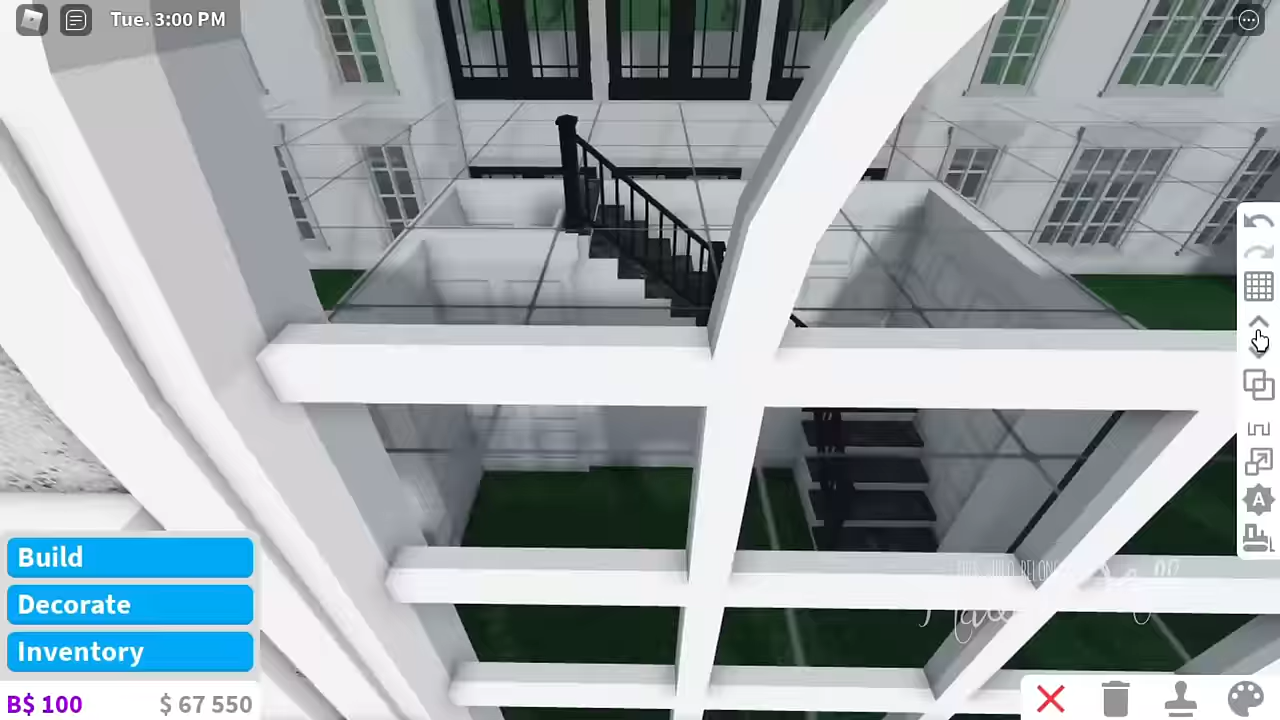 Tue. 3:00 PM
Build
Decorate
Inventory
B$ 100
$ 67 550
A